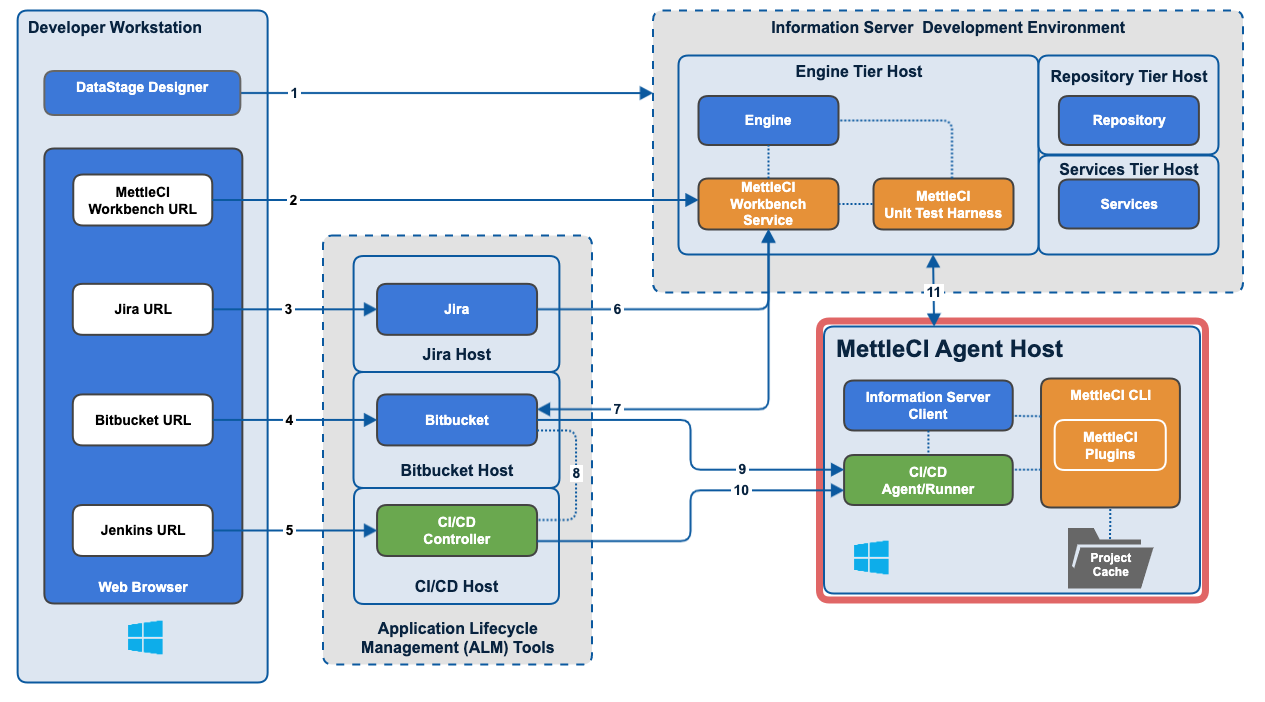 Developer Workstation
DataStage Designer
MettleCI
Workbench URL
Jira URL
Bitbucket URL
Jenkins URL
Web Browser
1
2
3
4
5
Jira
Jira Host
Bitbucket
Bitbucket Host
CI/CD
Controller
CI/CD Host
Application Lifecycle
Management (ALM) Tools
6
7
8
9
10
Information Server Development Environment
Engine Tier Host
Engine
MettleCI
Workbench
Service
MettleCI
Unit Test Harness
Repository Tier Host
Repository
Services Tier Host
Services
11
MettleCI Agent Host
Information Server
Client
CI/CD
Agent/Runner
MettleCI CLI
MettleCI
Plugins
Project
Cache